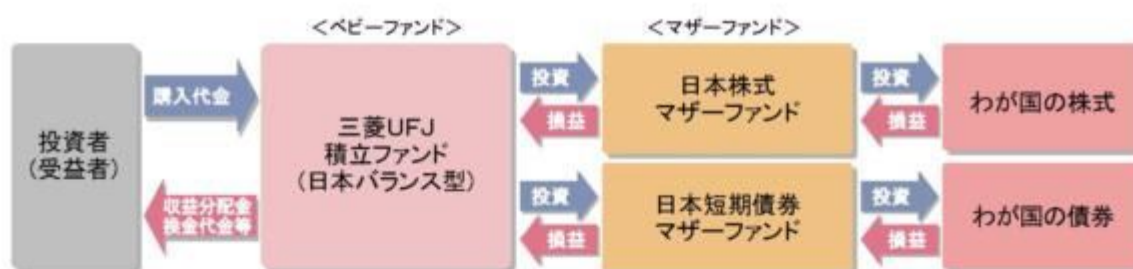 ＜ベビーファンド＞
＜マザーファンド＞
投資者
(受益者)
購入代金
収益分配金
換金代金等
三菱UFJ
積立ファンド
(日本バランス型)
投資
損益
日本株式
マザーファンド
投資
損益
わが国の株式
投資
損益
日本短期債券
マザーファンド
投資
損益
わが国の債券